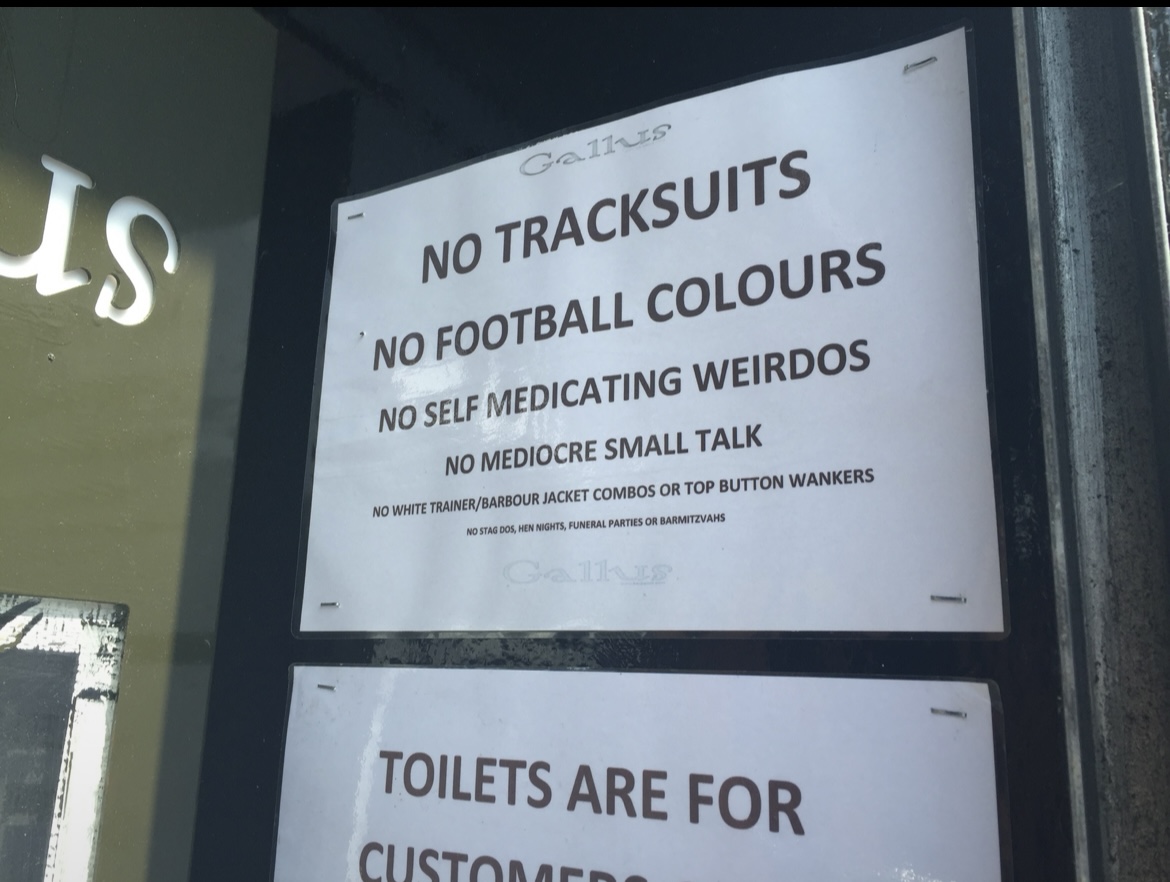 us
Gallus
NO TRACKSUITS
NO FOOTBALL COLOURS
NO SELF MEDICATING WEIRDOS
NO MEDIOCRE SMALL TALK
NO WHITE TRAINER/BARBOUR JACKET COMBOS OR TOP BUTTON WANKERS
NO STAG DOS, HEN NIGHTS, FUNERAL PARTIES OR BARMITZVAHS
Gallus
TOILETS ARE FOR
CUSTOMERS